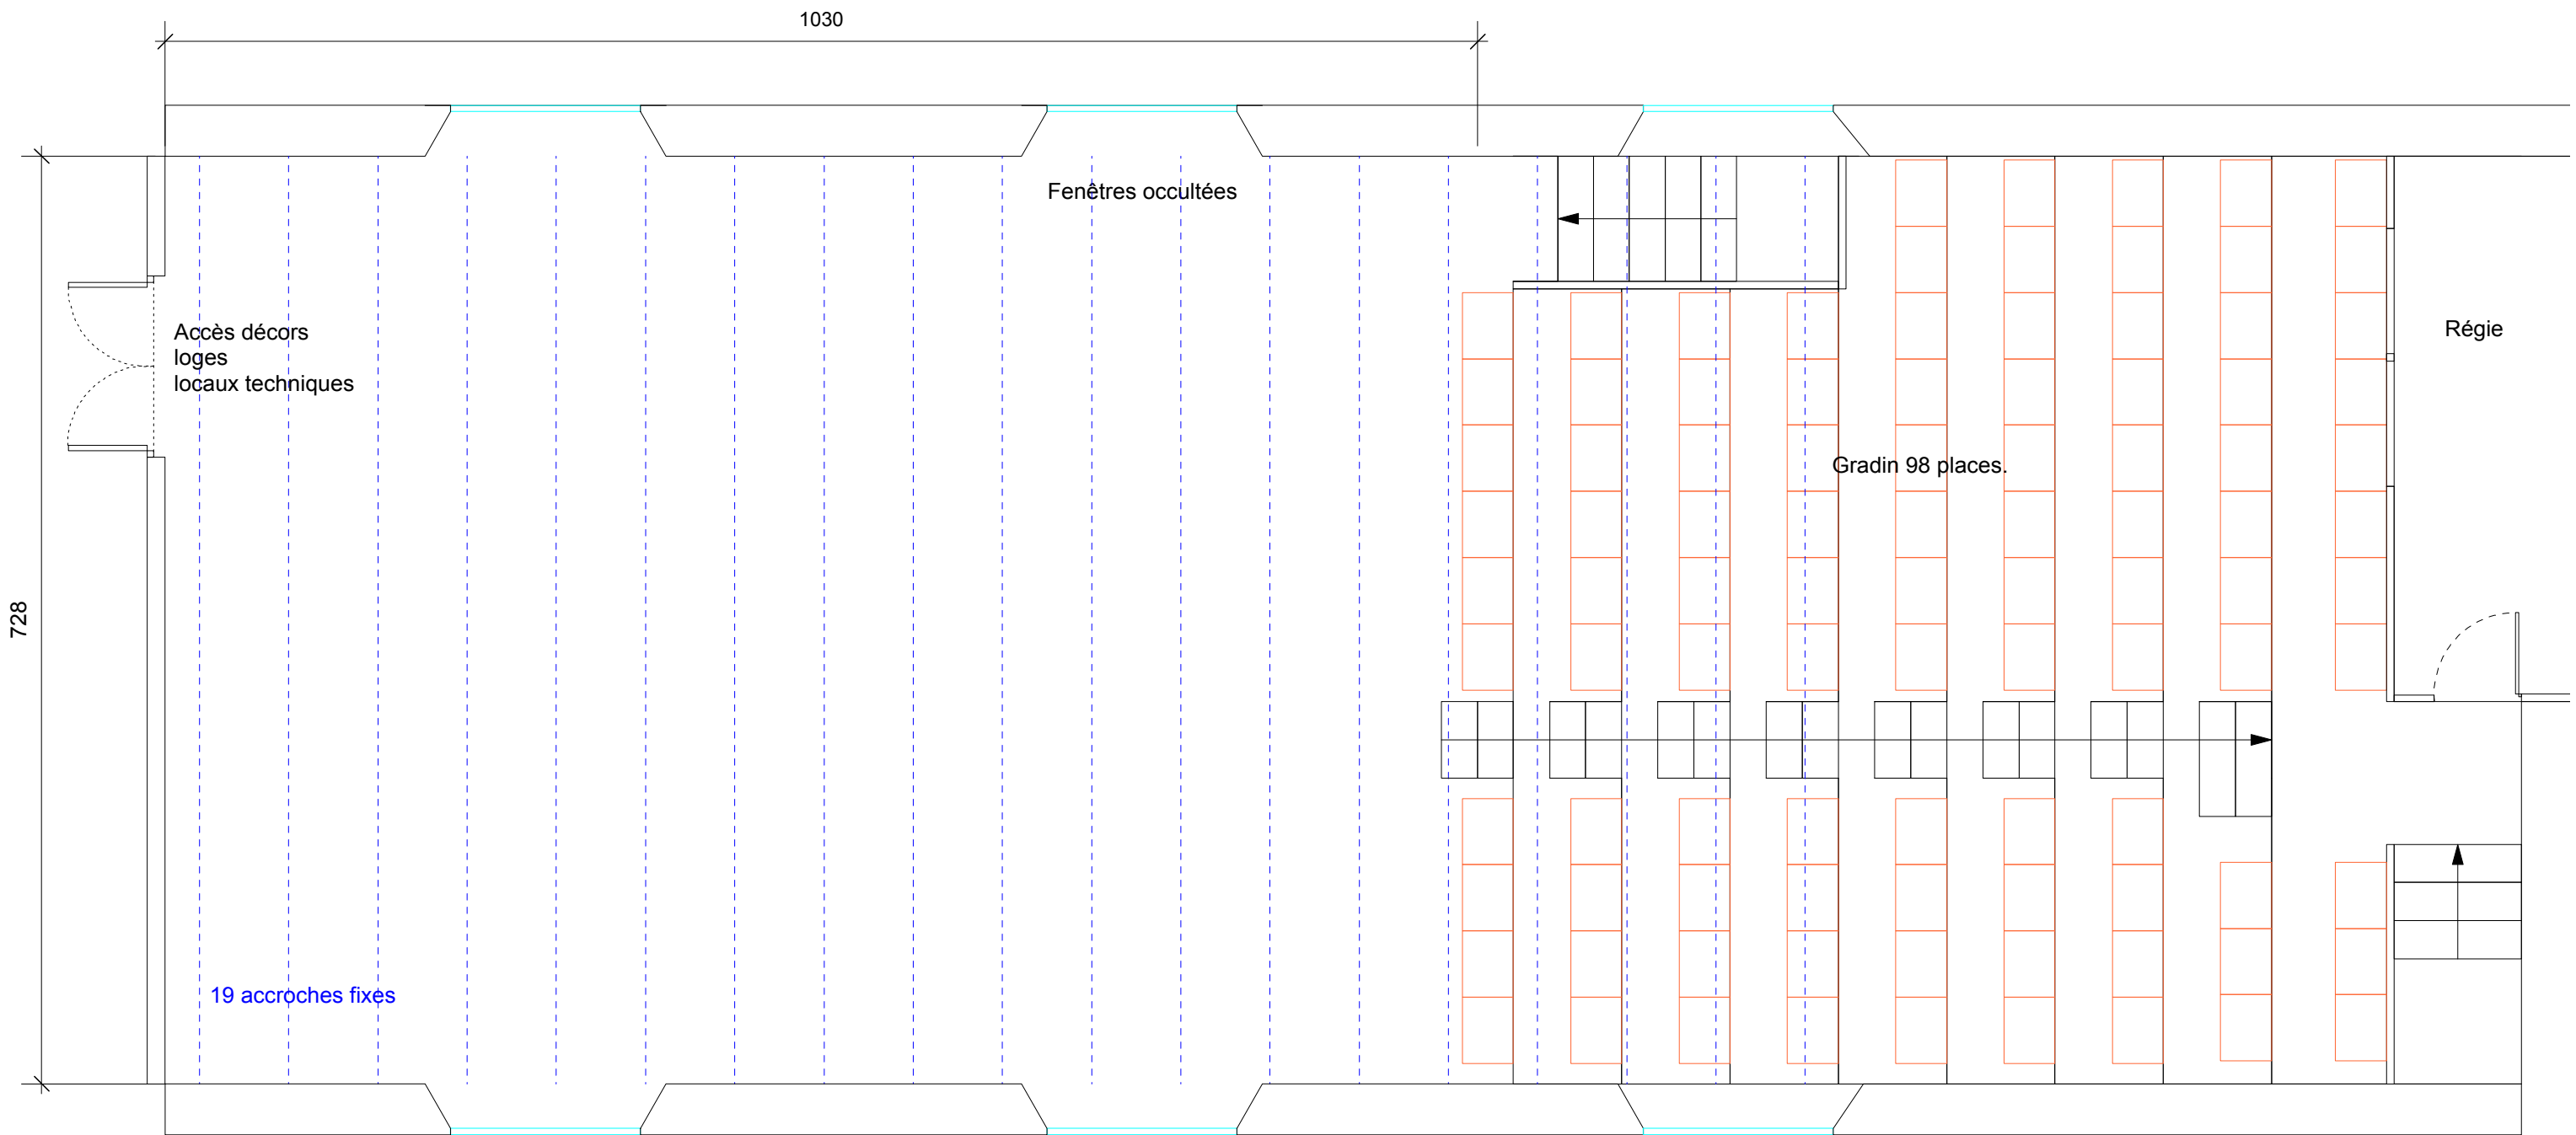 1030
Fenêtres occultées
Accès décors
loges
locaux techniques
Régie
Gradin 98 places.
728
19 accroches fixes